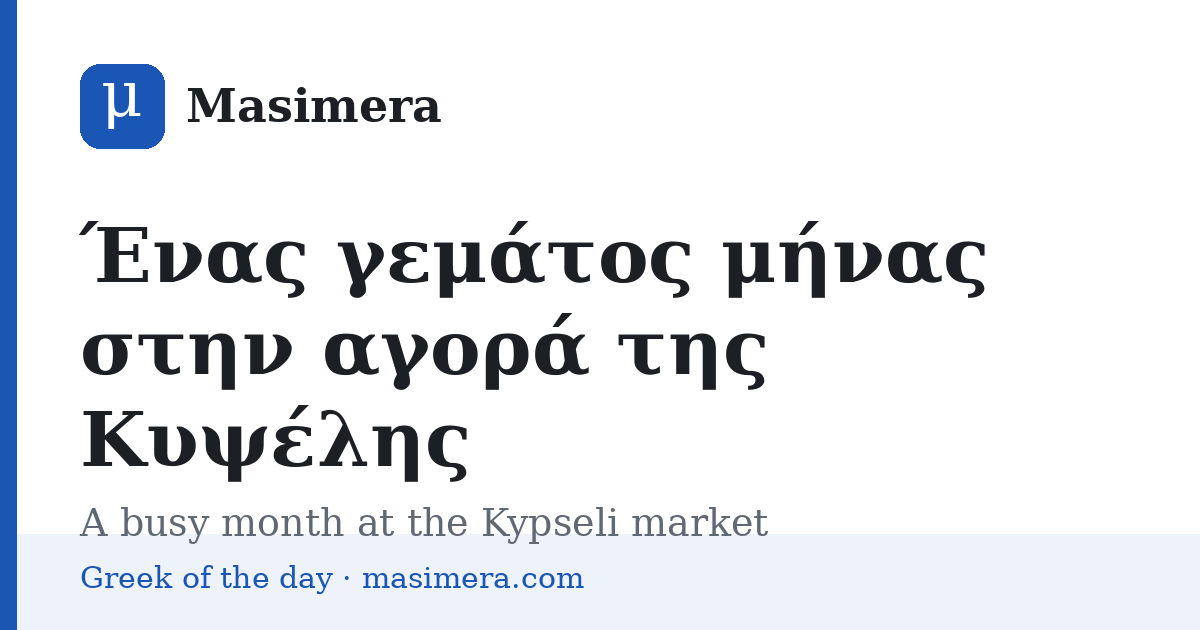 μ Masimera
Ένας γεμάτος μήνας
στην αγορά της
Κυψέλης
A busy month at the Kypseli market
Greek of the day · masimera.com